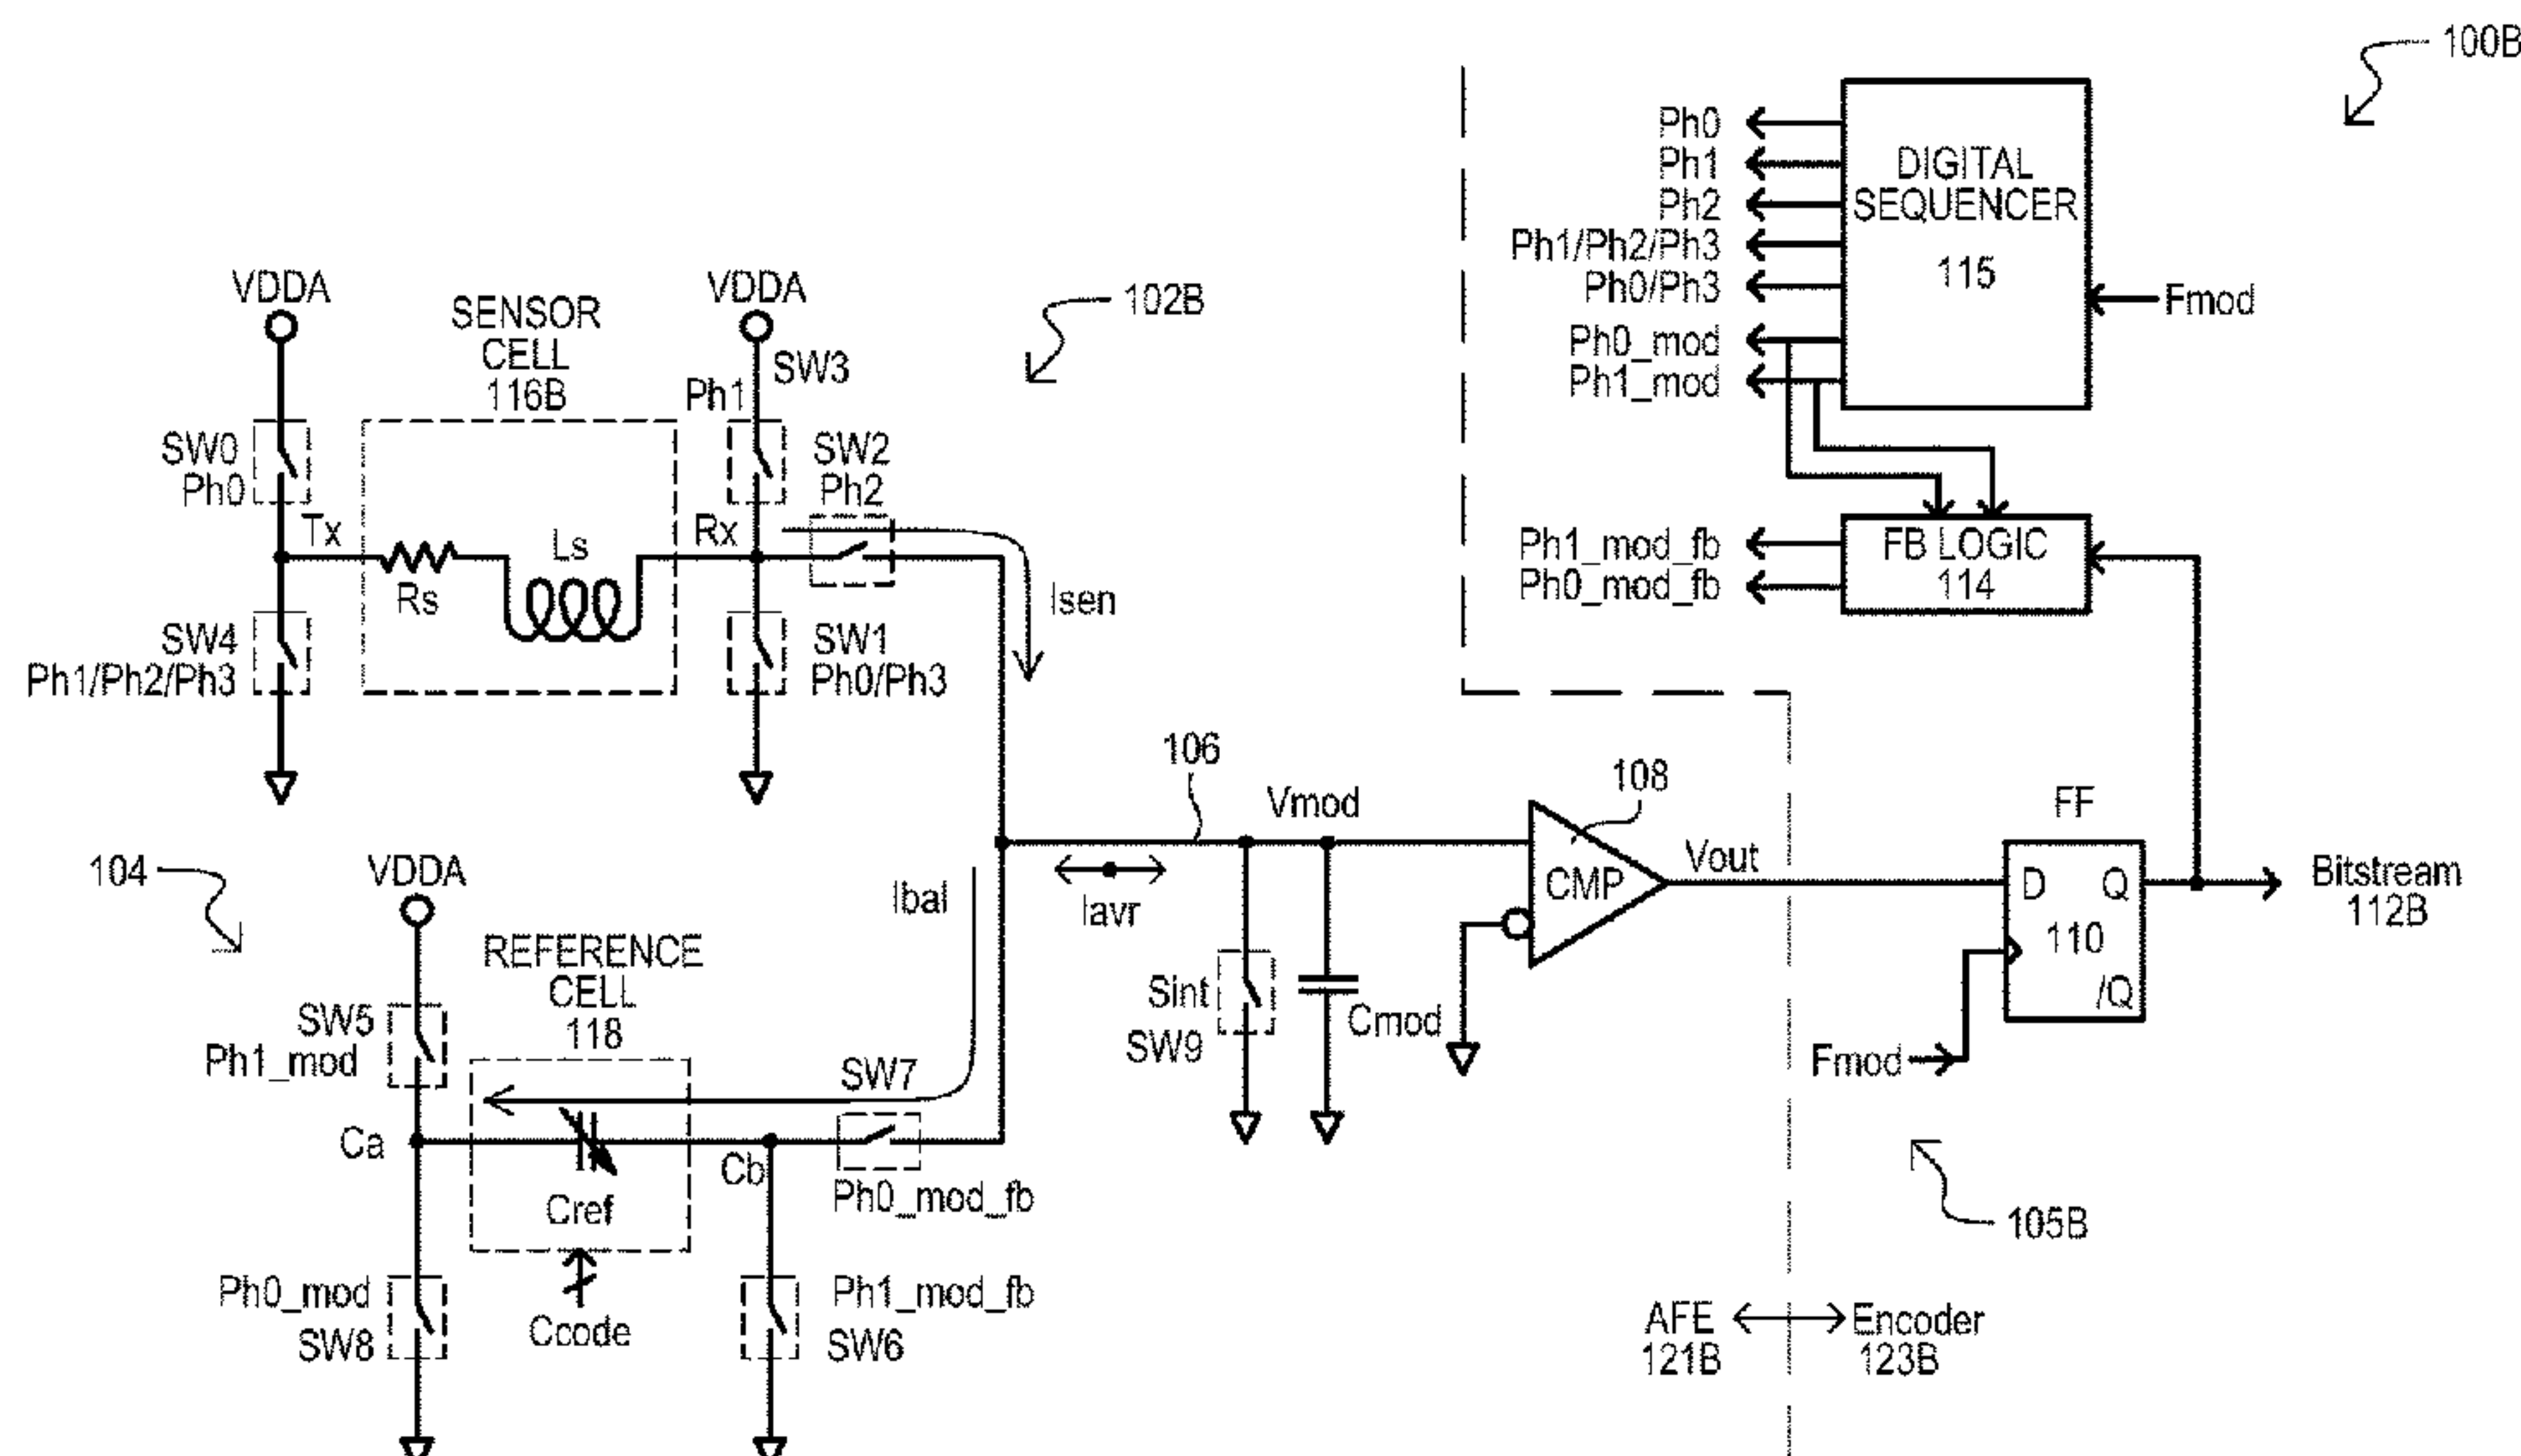 100B
Ph0
Ph1
Ph2
Ph1/Ph2/Ph3
Ph0/Ph3
Ph0_mod
Ph1_mod
DIGITAL
SEQUENCER
115
Fmod
VDDA
SENSOR
CELL
116B
VDDA
SW3
Ph1
102B
SW0
Ph0
SW2
Ph2
Tx
Rs
Ls
Rx
Isen
SW4
Ph1/Ph2/Ph3
SW1
Ph0/Ph3
Ph1_mod_fb
Ph0_mod_fb
FB LOGIC
114
106
Vmod
108
CMP
Vout
FF
D
Q
110
/Q
Bitstream
112B
Fmod
104
VDDA
Ibal
Iavr
REFERENCE
CELL
118
SW5
Ph1_mod
Sint
SW9
Cmod
SW7
Ca
Cb
Cref
Ph0_mod_fb
105B
Ph0_mod
SW8
Ccode
Ph1_mod_fb
SW6
AFE
121B
Encoder
123B